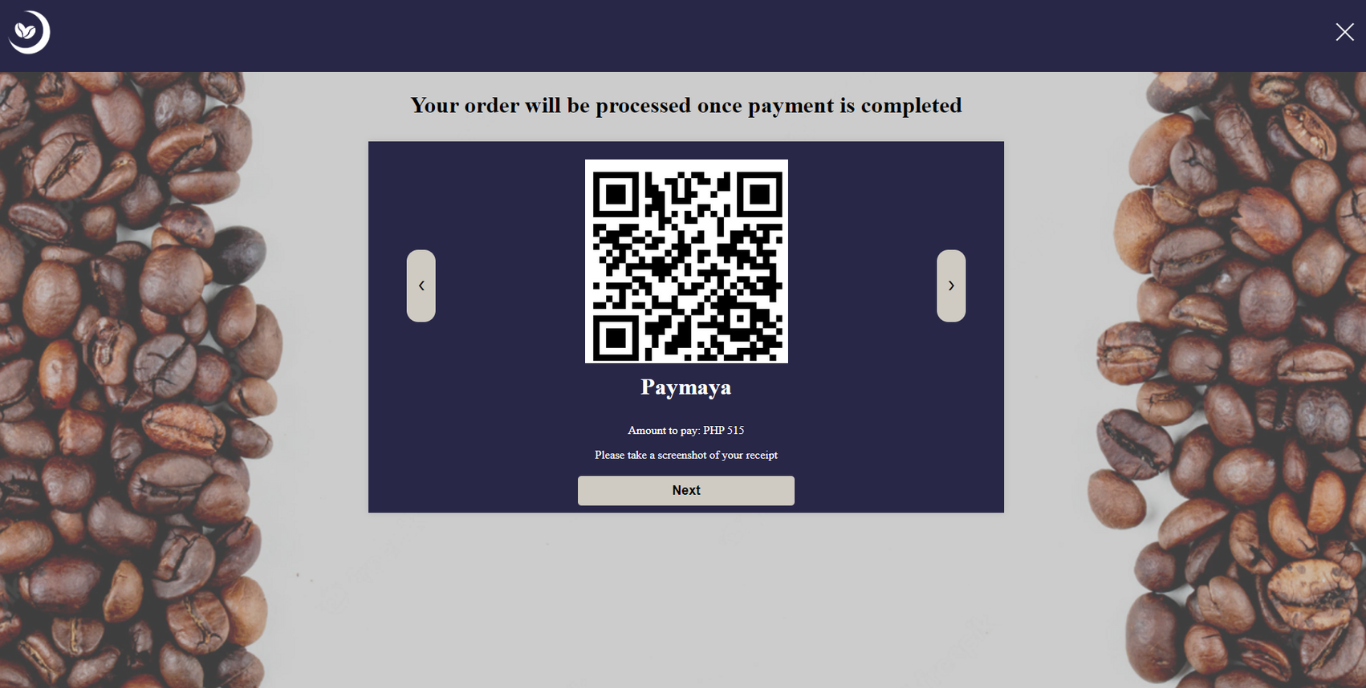 Your order will be processed once payment is completed
‹
›
Paymaya
Amount to pay: PHP 515
Please take a screenshot of your receipt
Next